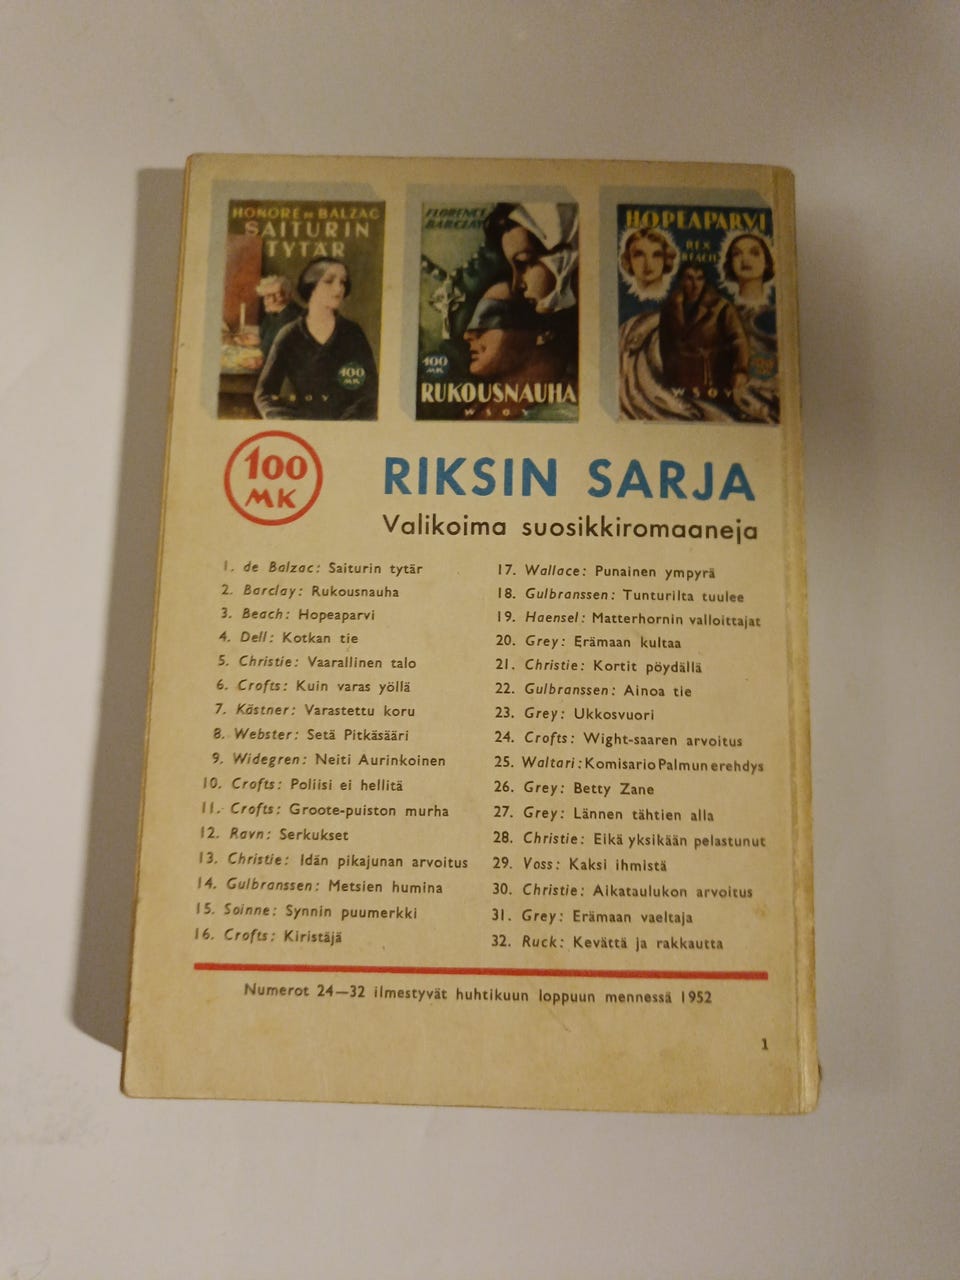 HONORÉ DE BALZAC
SAITURIN
TYTÄR
100
MK
WSOY
FLORENCE
BARCLAY
100
MK
RUKOUSNAUHA
WSOY
HOPEAPARVI
REX
BEACH
WSOY
100
MK
RIKSIN SARJA
Valikoima suosikkiromaaneja
1. de Balzac: Saiturin tytär
2. Barclay: Rukousnauha
3. Beach: Hopeaparvi
4. Dell: Kotkan tie
5. Christie: Vaarallinen talo
6. Crofts: Kuin varas yöllä
7. Kästner: Varastettu koru
8. Webster: Setä Pitkäsääri
9. Widegren: Neiti Aurinkoinen
10. Crofts: Poliisi ei hellitä
11. Crofts: Groote-puiston murha
12. Ravn: Serkukset
13. Christie: Idän pikajunan arvoitus
14. Gulbranssen: Metsien humina
15. Soinne: Synnin puumerkki
16. Crofts: Kiristäjä
17. Wallace: Punainen ympyrä
18. Gulbranssen: Tunturilta tuulee
19. Haensel: Matterhornin valloittajat
20. Grey: Erämaan kultaa
21. Christie: Kortit pöydällä
22. Gulbranssen: Ainoa tie
23. Grey: Ukkosvuori
24. Crofts: Wight-saaren arvoitus
25. Waltari: Komisario Palmun erehdys
26. Grey: Betty Zane
27. Grey: Lännen tähtien alla
28. Christie: Eikä yksikään pelastunut
29. Voss: Kaksi ihmistä
30. Christie: Aikataulukon arvoitus
31. Grey: Erämaan vaeltaja
32. Ruck: Kevättä ja rakkautta
Numerot 24—32 ilmestyvät huhtikuun loppuun mennessä 1952
1